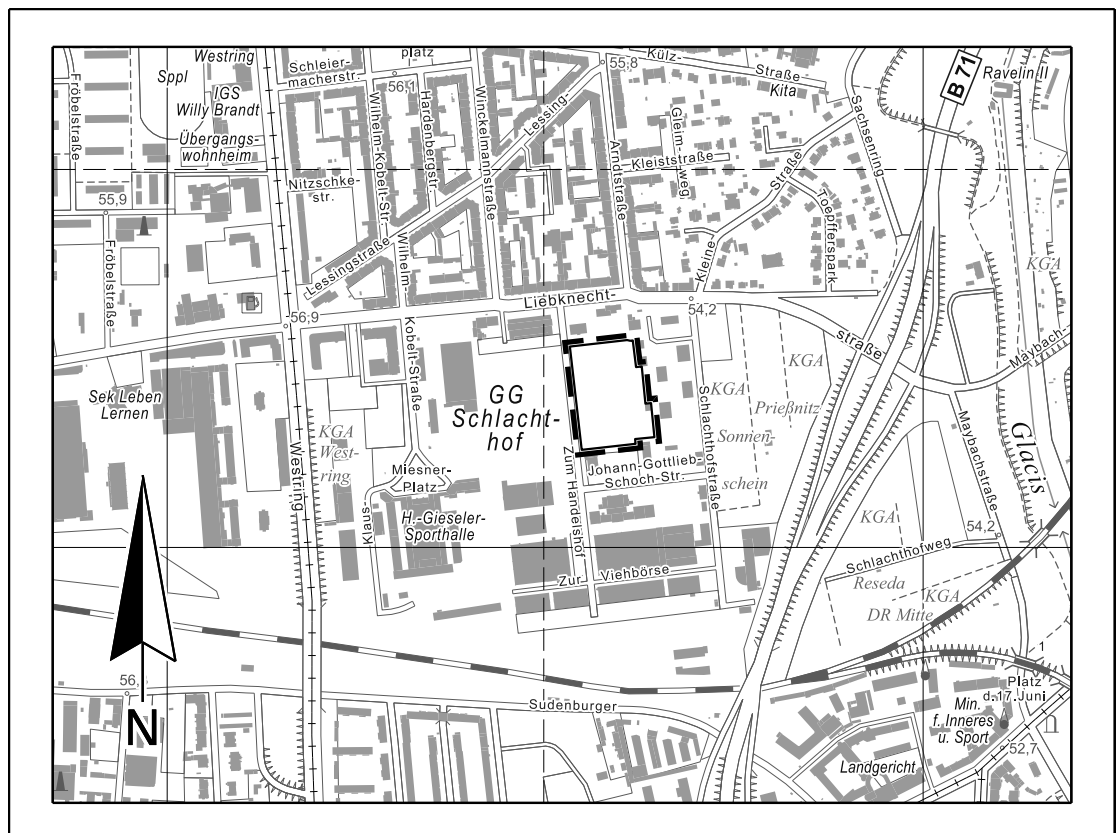 Westring
Sppl
IGS
Willy Brandt
Übergangs-
wohnheim
Fröbelstraße
55,9
Fröbelstraße
Schleier-
macherstr.
platz
56,1
Wilhelm-Kobelt-Str.
Hardenbergstr.
Winckelmannstraße
Lessing-
55,8
Külz-
Straße
Kita
Sachsenring
B 71
Ravelin II
Nitzschke-
str.
Lessingstraße
Wilhelm-
Arndtstraße
Gleim-
weg
Kleiststraße
Kleine
Straße
Toepfferspark
KGA
56,9
Liebknecht-
straße
54,2
Maybach-
Kobelt-Straße
Sek Leben
Lernen
GG
Schlacht-
hof
KGA
West-
ring
Westring
Miesner-
Platz
Klaus-
H.-Gieseler-
Sporthalle
Zum Handelshof
Johann-Gottlieb-
Schoch-Str.
Schlachthofstraße
KGA
KGA
Prießnitz
Sonnen-
schein
Maybachstraße
Glacis
KGA
54,2
Schlachthofweg
Reseda
KGA
DR Mitte
Zur Viehbörse
56,
N
Sudenburger
Platz
d.17.Juni
Min.
f. Inneres
u. Sport
52,7
Landgericht